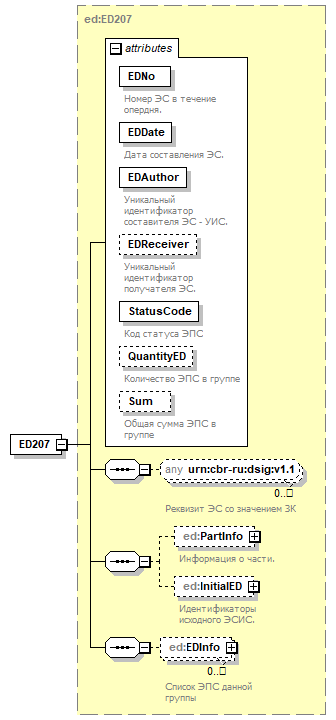 ed:ED207
attributes
EDNo
Номер ЭС в течение
опердня.
EDDate
Дата составления ЭС.
EDAuthor
Уникальный
идентификатор
составителя ЭС - УИС.
EDReceiver
Уникальный
идентификатор
получателя ЭС.
StatusCode
Код статуса ЭПС
QuantityED
Количество ЭПС в группе
Sum
Общая сумма ЭПС в
группе
ED207
any urn:cbr-ru:dsig:v1.1
0..□
Реквизит ЭС со значением ЗК
ed:PartInfo
Информация о части.
ed:InitialED
Идентификаторы
исходного ЭСИС.
ed:EDInfo
0..□
Список ЭПС данной
группы